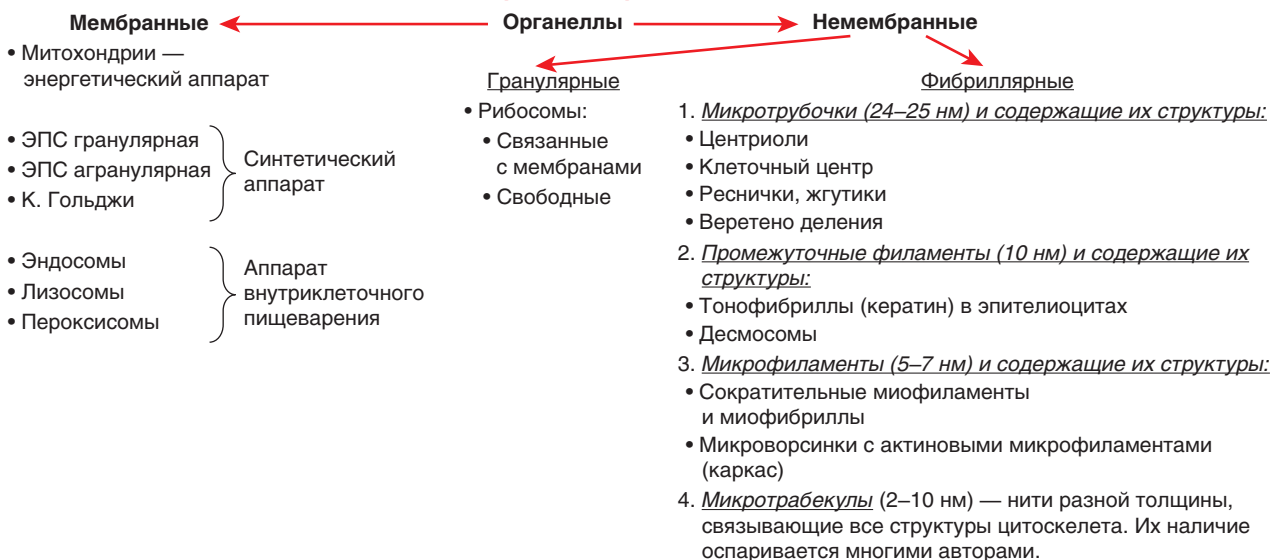 Мембранные
Органеллы
Немембранные
• Митохондрии —
энергетический аппарат
• ЭПС гранулярная
• ЭПС агранулярная
• К. Гольджи
Синтетический
аппарат
• Эндосомы
• Лизосомы
• Пероксисомы
Аппарат
внутриклеточного
пищеварения
Гранулярные
• Рибосомы:
• Связанные
с мембранами
• Свободные
Фибриллярные
1. Микротрубочки (24–25 нм) и содержащие их структуры:
• Центриоли
• Клеточный центр
• Реснички, жгутики
• Веретено деления
2. Промежуточные филаменты (10 нм) и содержащие их
структуры:
• Тонофибриллы (кератин) в эпителиоцитах
• Десмосомы
3. Микрофиламенты (5–7 нм) и содержащие их структуры:
• Сократительные миофиламенты
и миофибриллы
• Микроворсинки с актиновыми микрофиламентами
(каркас)
4. Микротрабекулы (2–10 нм) — нити разной толщины,
связывающие все структуры цитоскелета. Их наличие
оспаривается многими авторами.